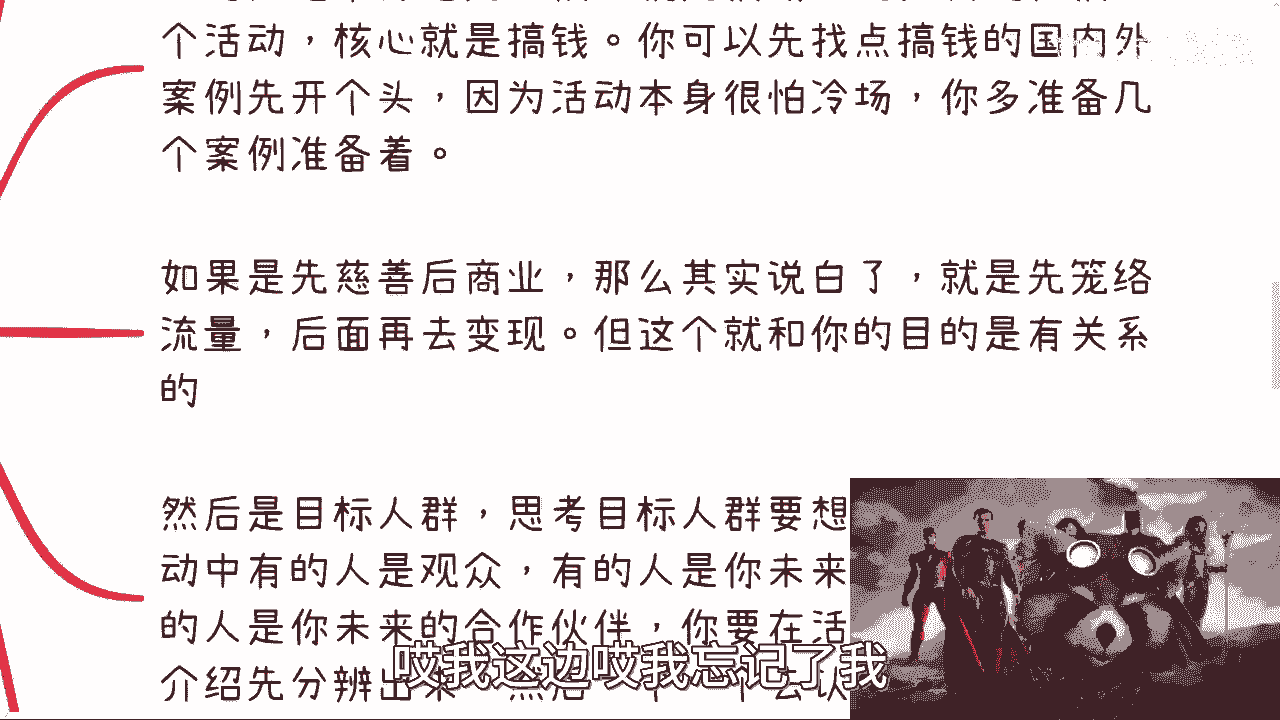 个活动，核心就是搞钱。你可以先找点搞钱的国内外
案例先开个头，因为活动本身很怕冷场，你多准备几
个案例准备着。
如果是先慈善后商业，那么其实说白了，就是先笼络
流量，后面再去变现。但这个就和你的目的是有关系
的
然后是目标人群，思考目标人群要想
动中有的人是观众，有的人是你未来
的人是你未来的合作伙伴，你要在活
介绍先分辨出来
哎我这边哎我忘记了我